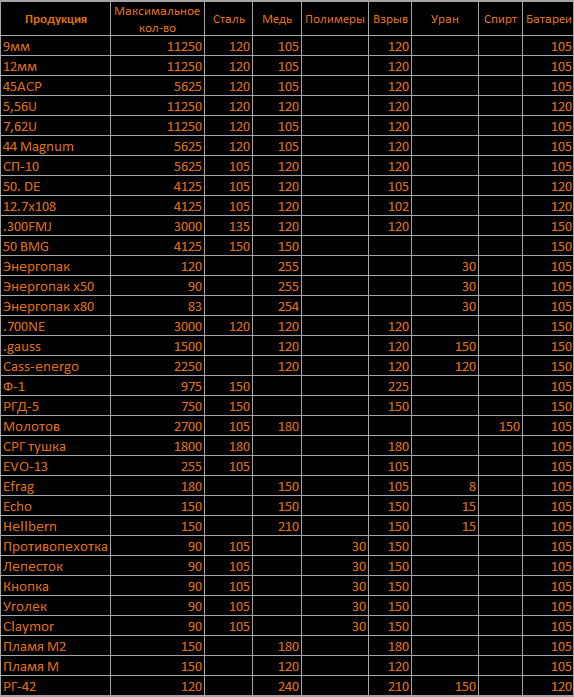 Продукция Максимальное кол-во Сталь Медь Полимеры Взрыв Уран Спирт Батареи
9мм 11250 120 105 120 105
12мм 11250 120 105 120 105
45ACP 5625 120 105 120 105
5,56U 11250 120 120 120 120
7,62U 11250 120 105 120 105
44 Magnum 5625 120 120 120 105
СП-10 5625 105 120 120 105
50. DE 4125 105 120 105 120
12.7x108 4125 105 120 102 120
.300FMJ 3000 135 120 120 150
50 BMG 4125 150 150 150
Энергопак 120 255 30 105
Энергопак x50 90 255 30 105
Энергопак x80 83 254 30 105
.700NE 3000 120 120 120 150
.gauss 1500 120 120 150 150
Cass-energo 2250 120 120 120 150
Ф-1 975 150 225 105
РГД-5 750 150 150 150
Молотов 2700 105 180 150 105
СРГ тушка 1800 180 180 105
EVO-13 255 105 105 105
Efrag 180 150 105 8 105
Echo 150 150 150 15 105
Hellbern 150 210 150 15 105
Противопехотка 90 105 30 150 105
Лепесток 90 105 30 150 105
Кнопка 90 105 30 150 105
Уголек 90 105 30 150 105
Claymor 90 105 30 150 105
Пламя М2 150 180 180 105
Пламя М 150 120 120 105
РГ-42 120 240 210 150 120